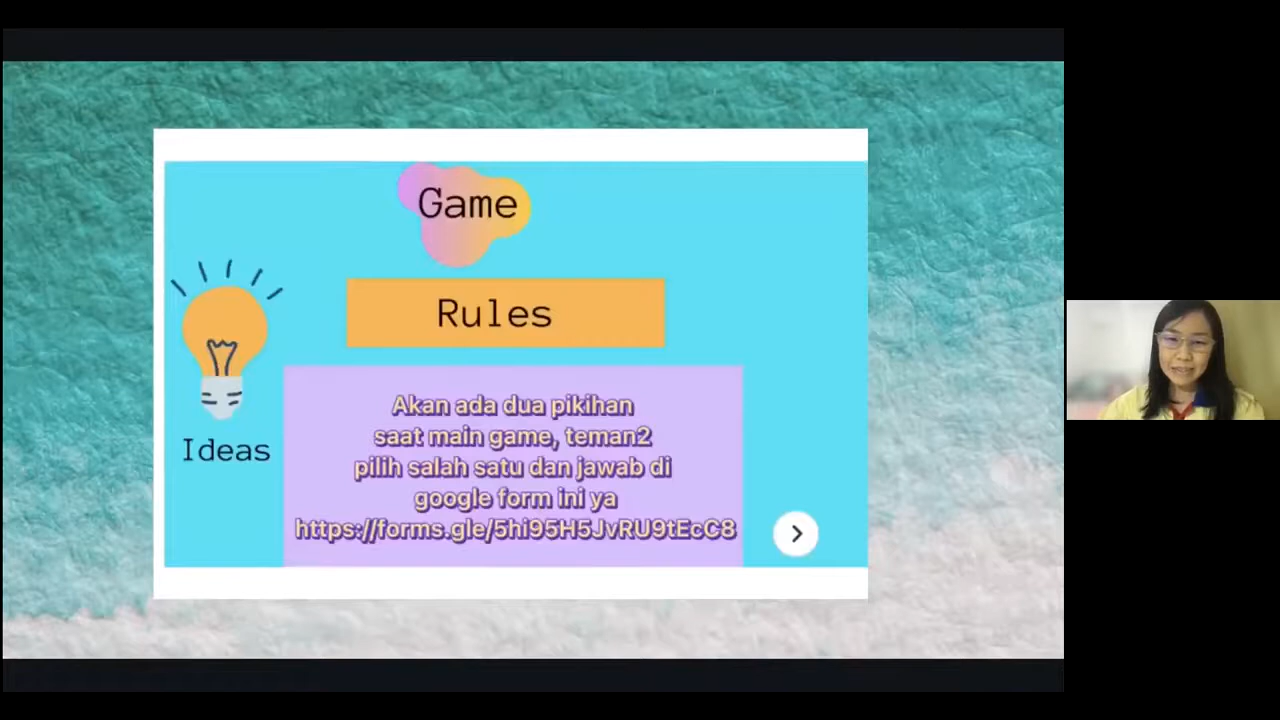 Game
Rules
Ideas
Akan ada dua pikihan
saat main game, teman2
pilih salah satu dan jawab di
google form ini ya
https://forms.gle/5hi95H5JvRU9tEcC8